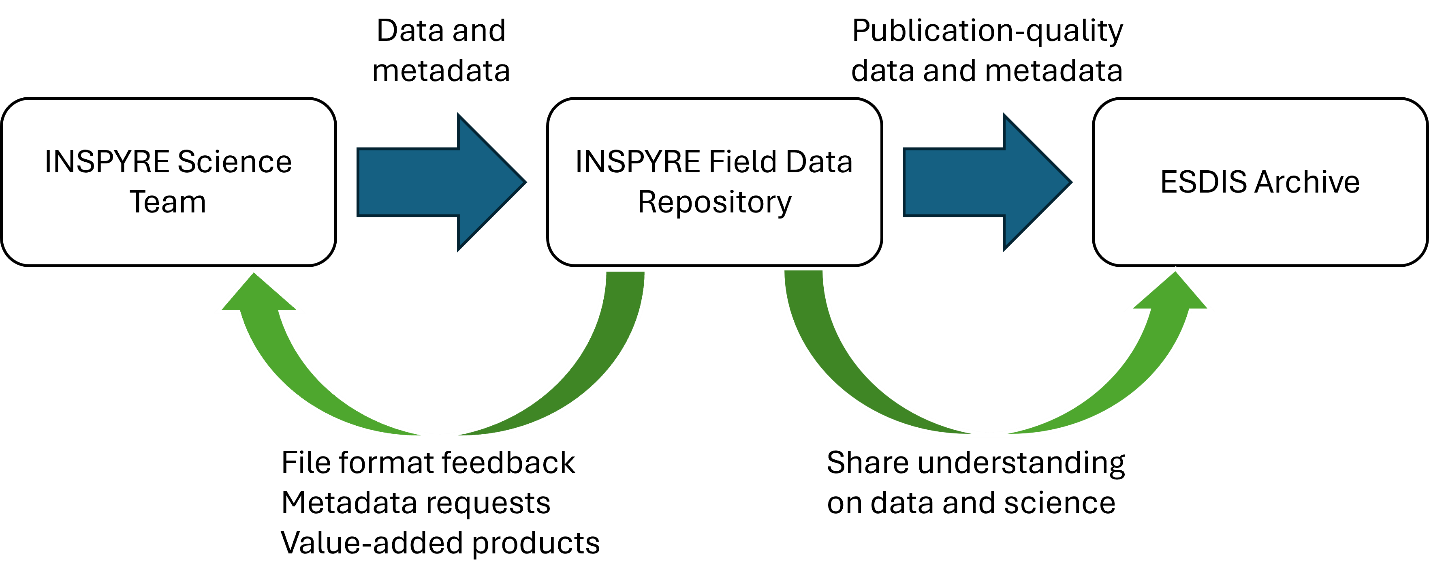 Data and
metadata
Publication-quality
data and metadata
INSPYRE Science
Team
INSPYRE Field Data
Repository
ESDIS Archive
File format feedback
Metadata requests
Value-added products
Share understanding
on data and science